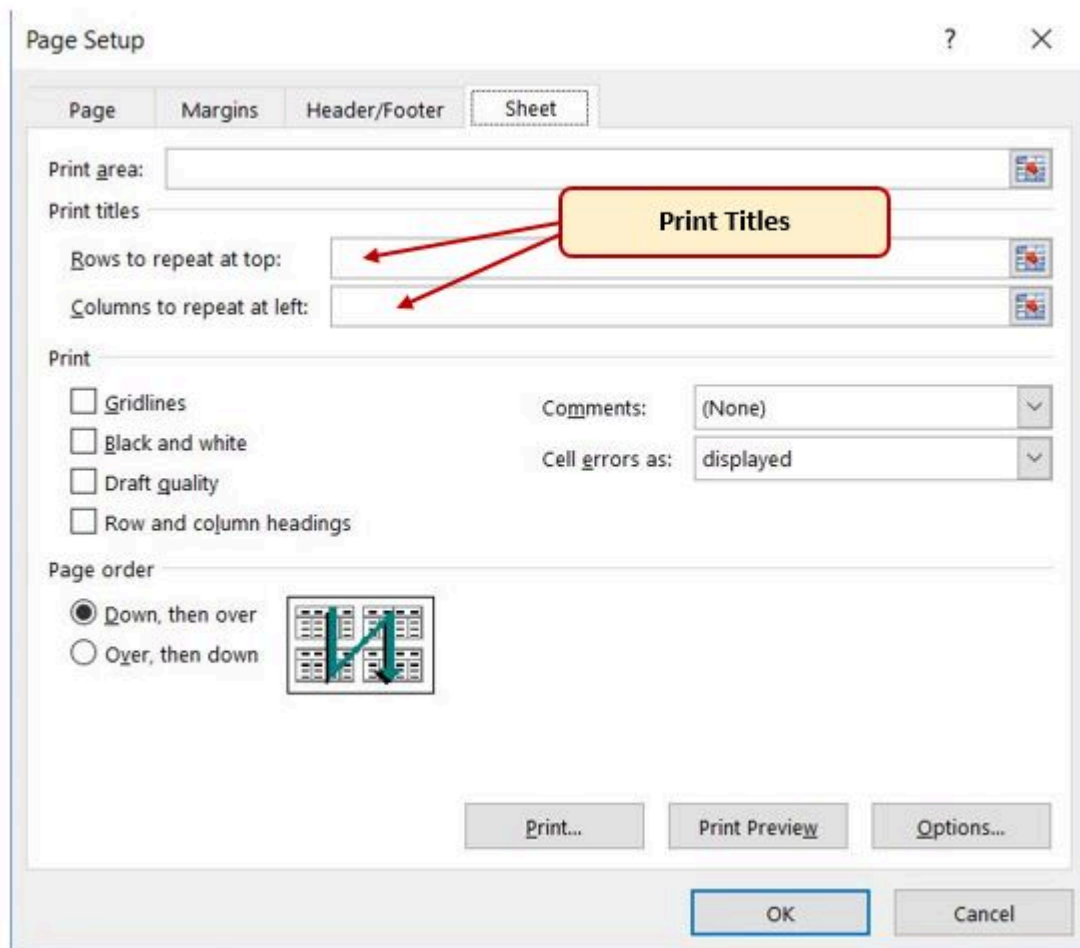 Page Setup
?
Page
Margins
Header/Footer
Sheet
Print area:
Print titles
Print Titles
Rows to repeat at top:
Columns to repeat at left:
Print
Gridlines
Black and white
Draft quality
Row and column headings
Comments: (None)
Cell errors as: displayed
Page order
Down, then over
Over, then down
Print...
Print Preview
Options...
OK
Cancel